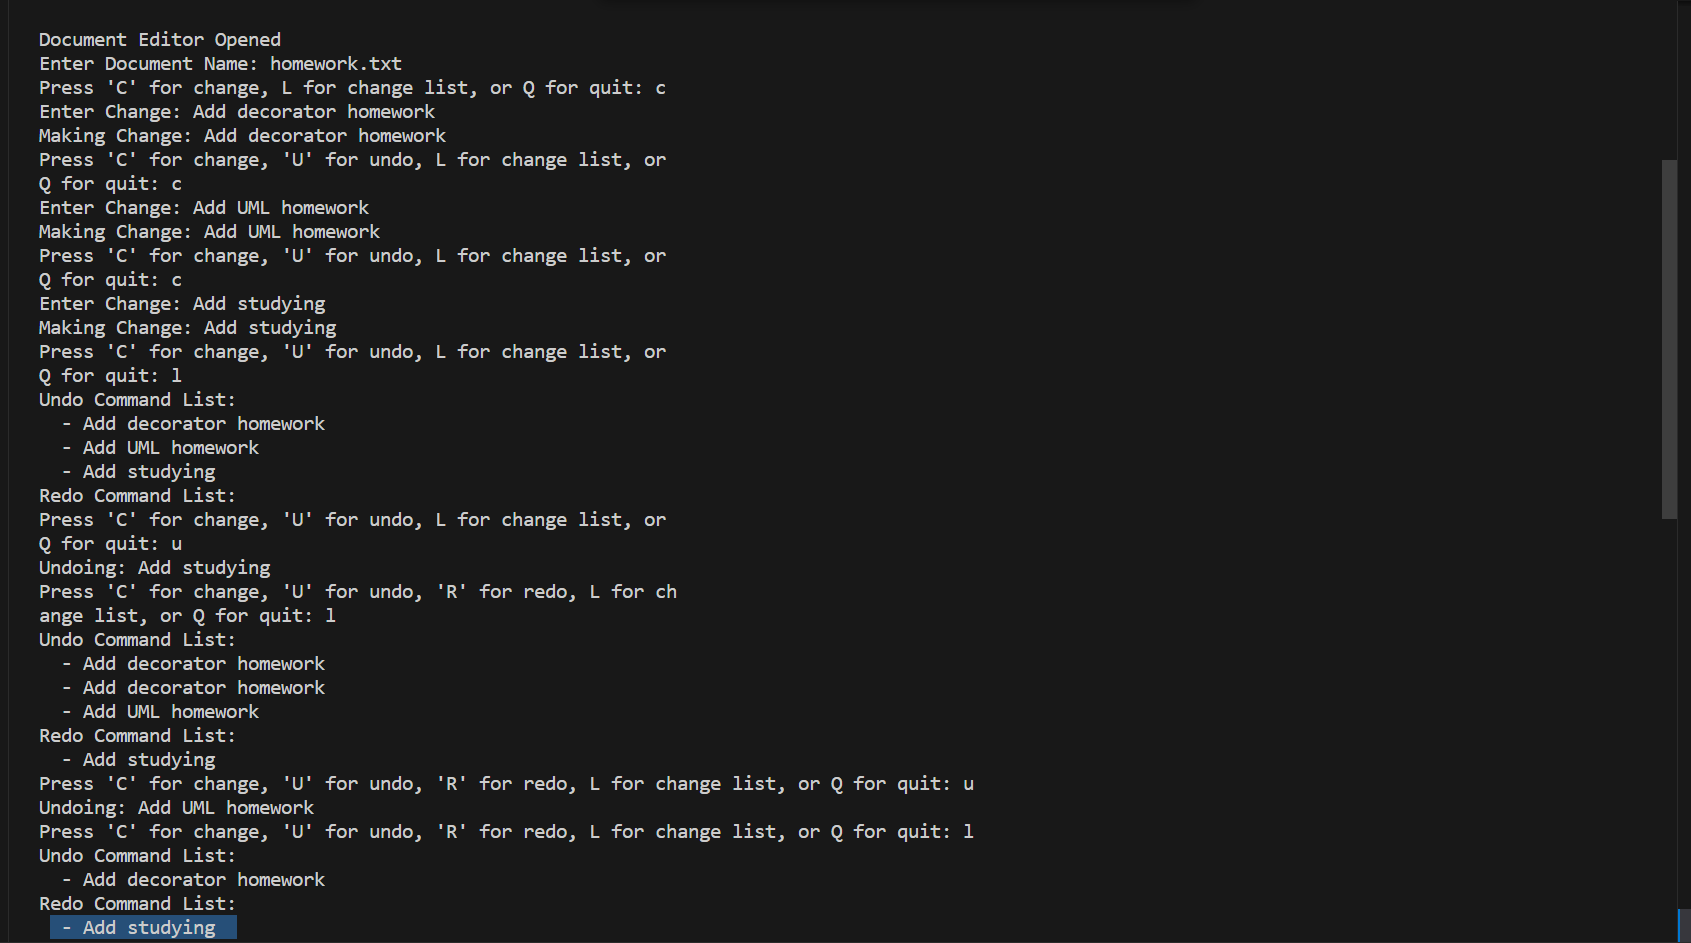 Document Editor Opened
Enter Document Name: homework.txt
Press 'C' for change, L for change list, or Q for quit: c
Enter Change: Add decorator homework
Making Change: Add decorator homework
Press 'C' for change, 'U' for undo, L for change list, or
Q for quit: c
Enter Change: Add UML homework
Making Change: Add UML homework
Press 'C' for change, 'U' for undo, L for change list, or
Q for quit: c
Enter Change: Add studying
Making Change: Add studying
Press 'C' for change, 'U' for undo, L for change list, or
Q for quit: l
Undo Command List:
  - Add decorator homework
  - Add UML homework
  - Add studying
Redo Command List:
Press 'C' for change, 'U' for undo, L for change list, or
Q for quit: u
Undoing: Add studying
Press 'C' for change, 'U' for undo, 'R' for redo, L for ch
ange list, or Q for quit: l
Undo Command List:
  - Add decorator homework
  - Add decorator homework
  - Add UML homework
Redo Command List:
  - Add studying
Press 'C' for change, 'U' for undo, 'R' for redo, L for change list, or Q for quit: u
Undoing: Add UML homework
Press 'C' for change, 'U' for undo, 'R' for redo, L for change list, or Q for quit: l
Undo Command List:
  - Add decorator homework
Redo Command List:
  - Add studying